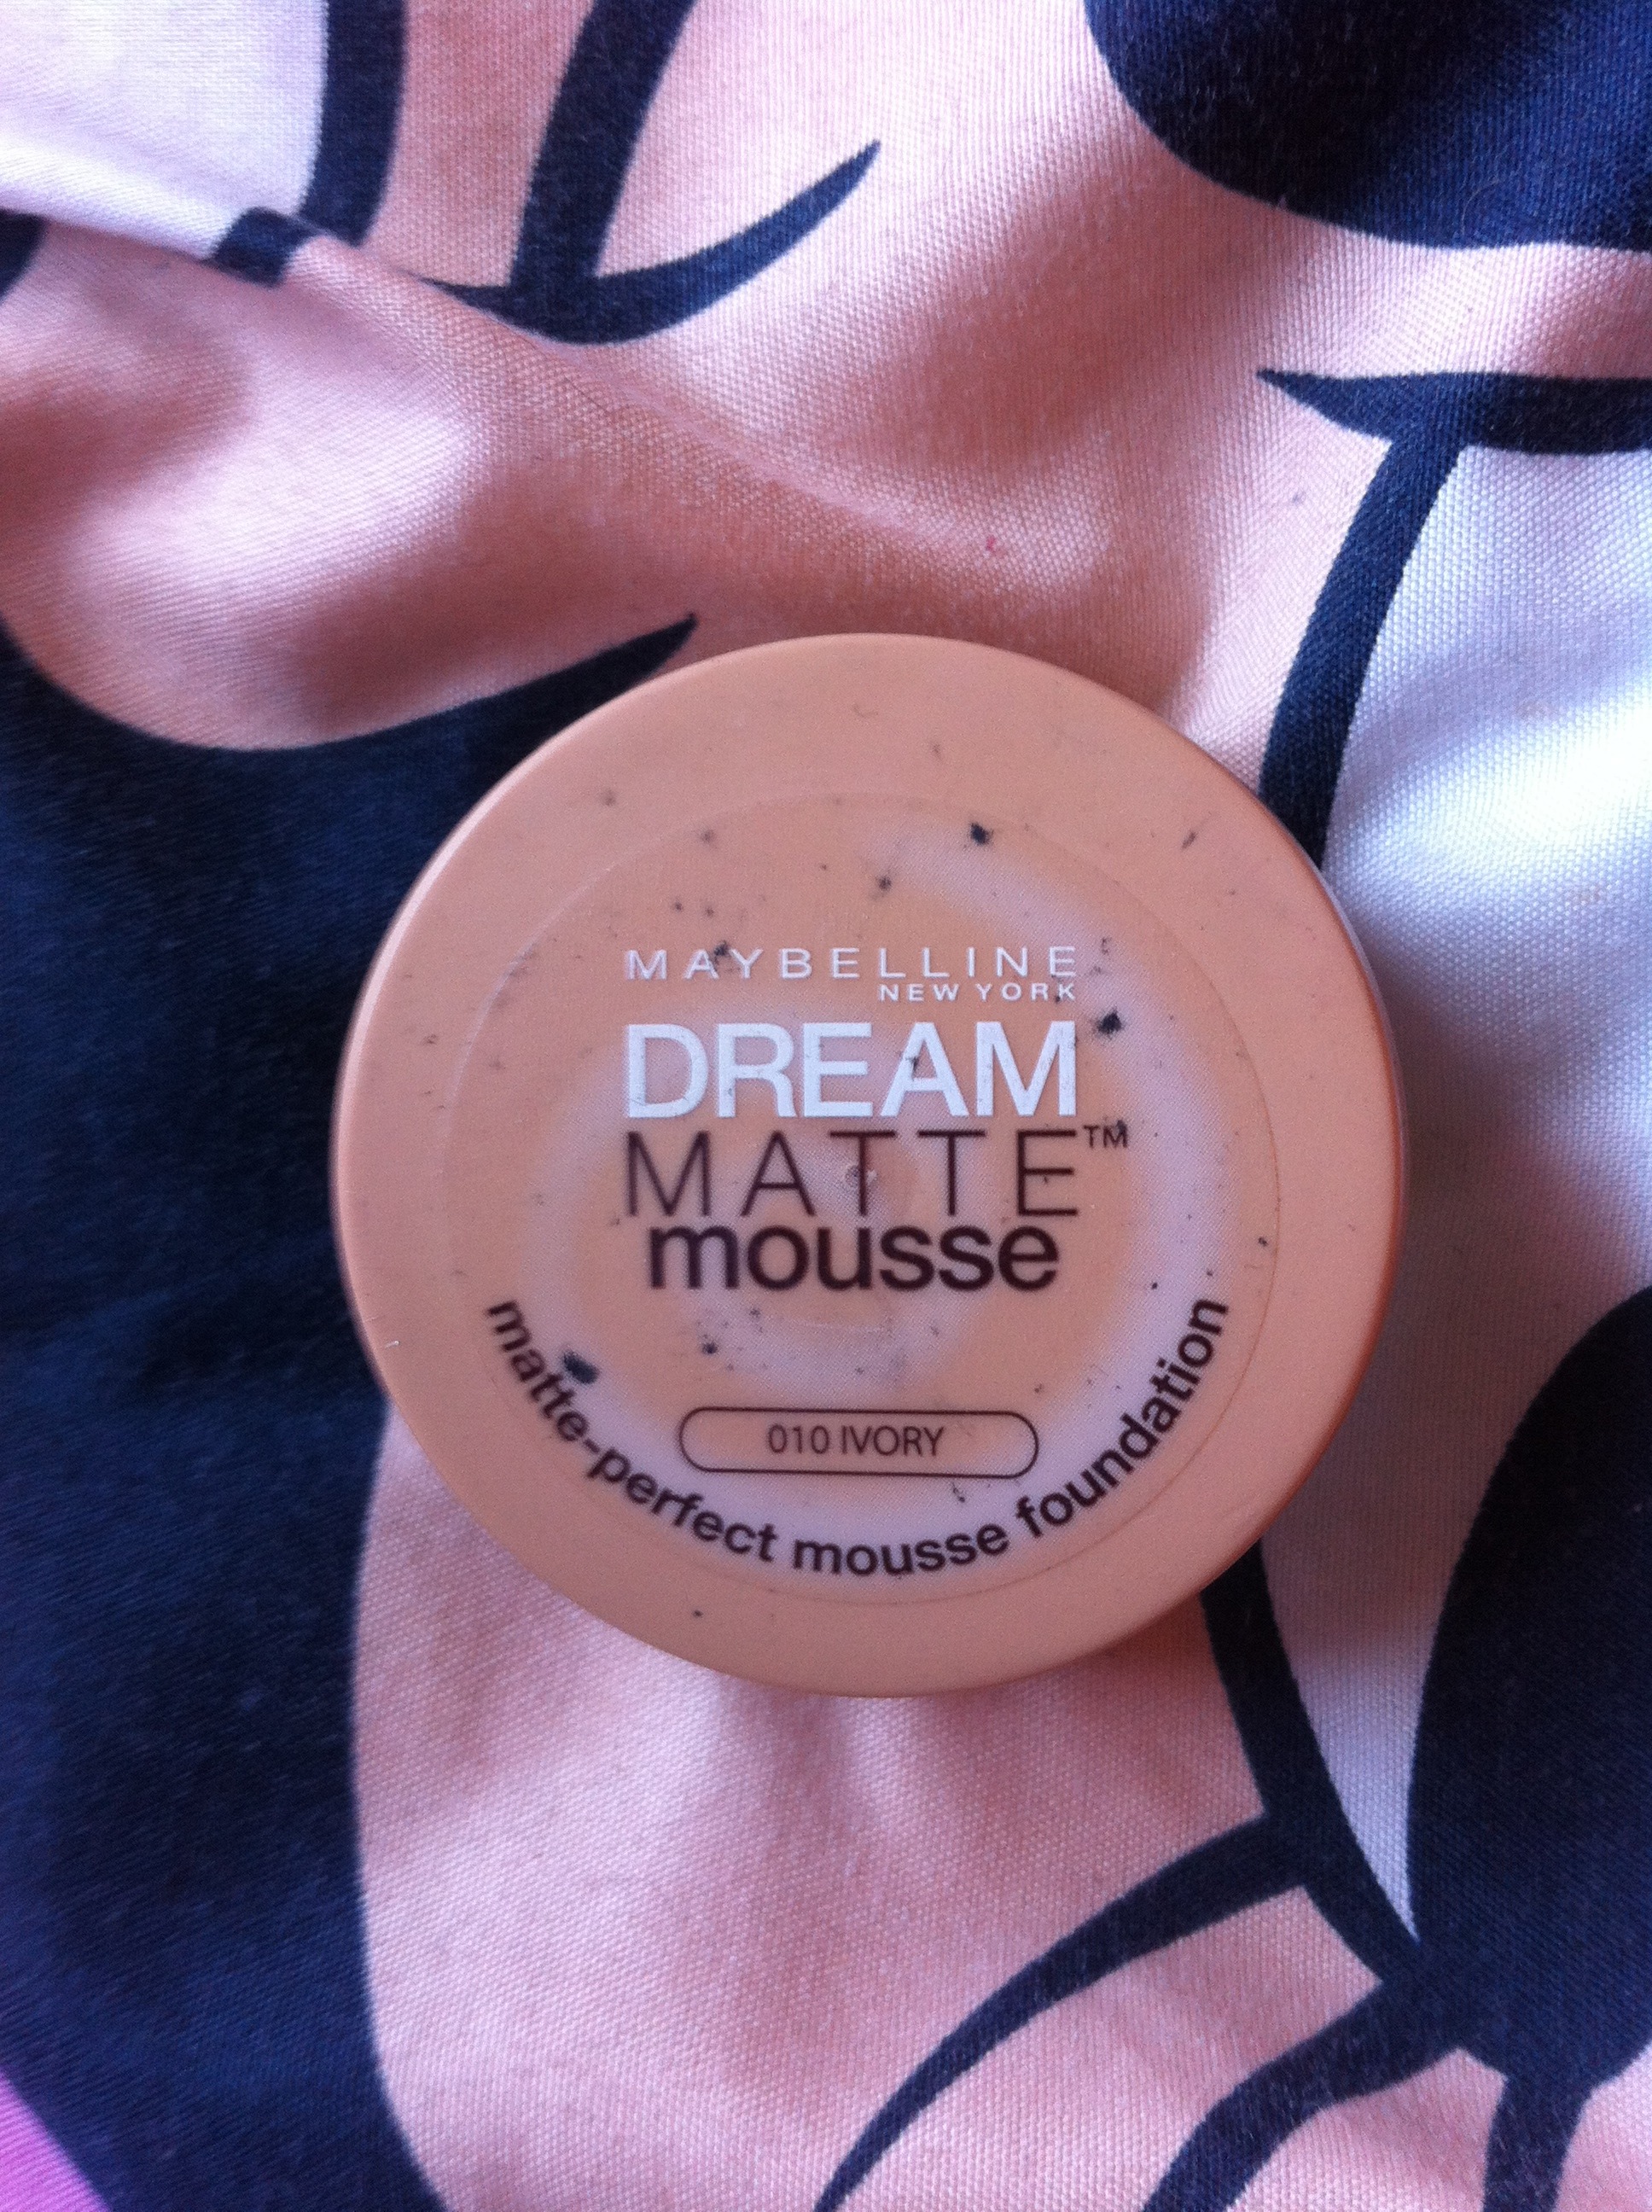 MAYBELLINE
NEW YORK
DREAM
MATTE™
mousse
010 IVORY
matte-perfect mousse foundation